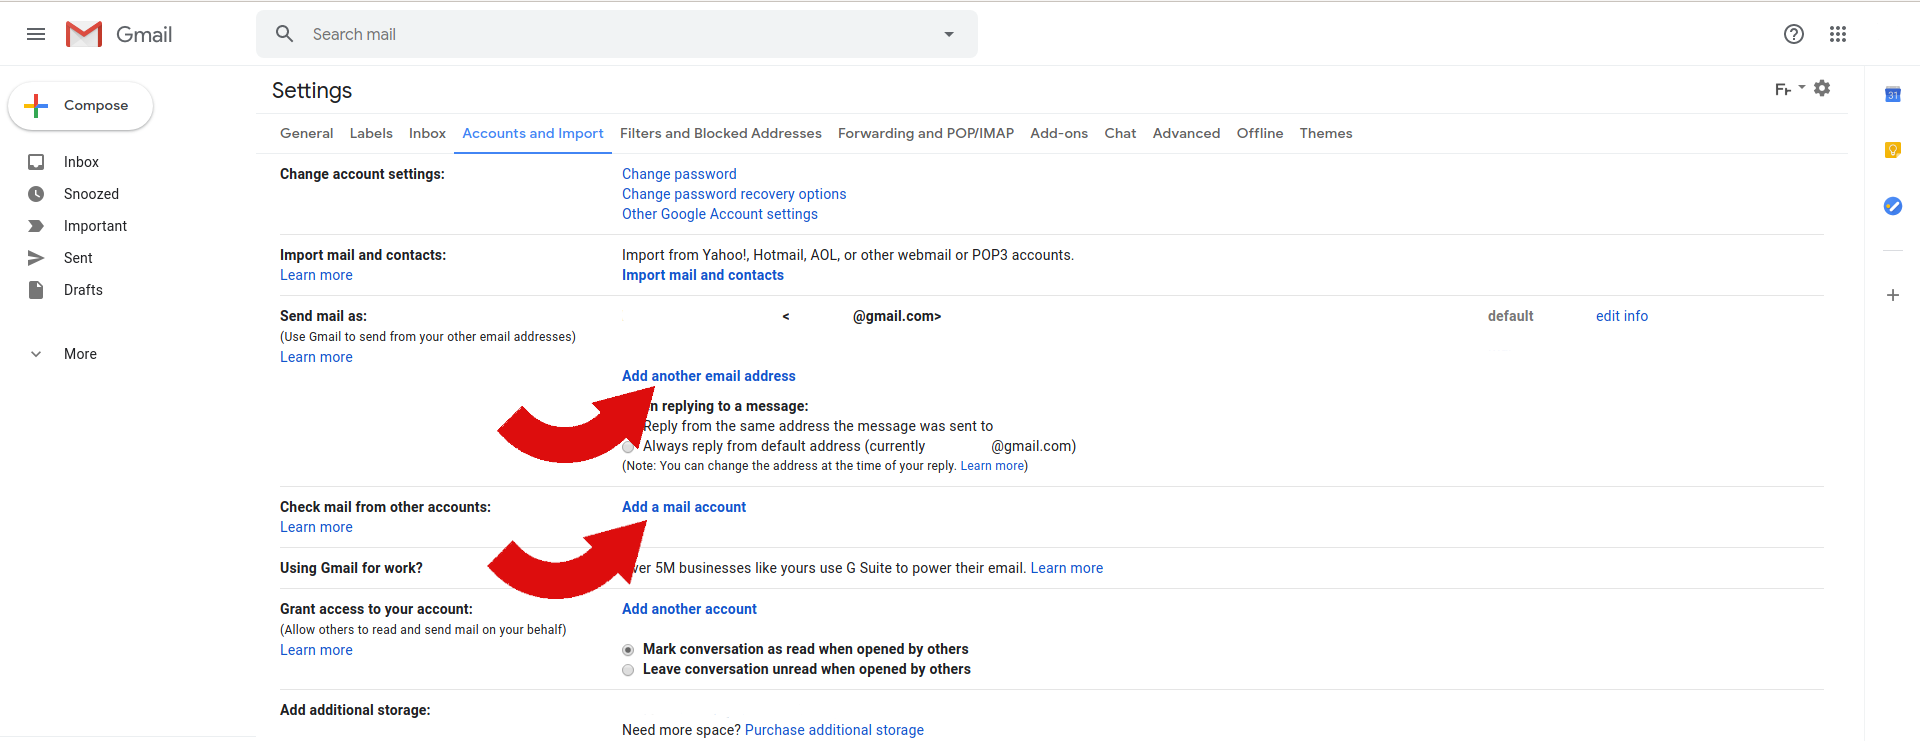 Gmail
Search mail
Compose
Inbox
Snoozed
Important
Sent
Drafts
More
Settings
Fr
General Labels Inbox Accounts and Import Filters and Blocked Addresses Forwarding and POP/IMAP Add-ons Chat Advanced Offline Themes
Change account settings:
Change password
Change password recovery options
Other Google Account settings
Import mail and contacts:
Learn more
Import from Yahoo!, Hotmail, AOL, or other webmail or POP3 accounts.
Import mail and contacts
Send mail as:
(Use Gmail to send from your other email addresses)
Learn more
< @gmail.com> default edit info
Add another email address
replying to a message:
Reply from the same address the message was sent to
Always reply from default address (currently @gmail.com)
(Note: You can change the address at the time of your reply. Learn more)
Check mail from other accounts:
Learn more
Add a mail account
Using Gmail for work?
5M businesses like yours use G Suite to power their email. Learn more
Grant access to your account:
(Allow others to read and send mail on your behalf)
Learn more
Add another account
Mark conversation as read when opened by others
Leave conversation unread when opened by others
Add additional storage:
Need more space? Purchase additional storage
31